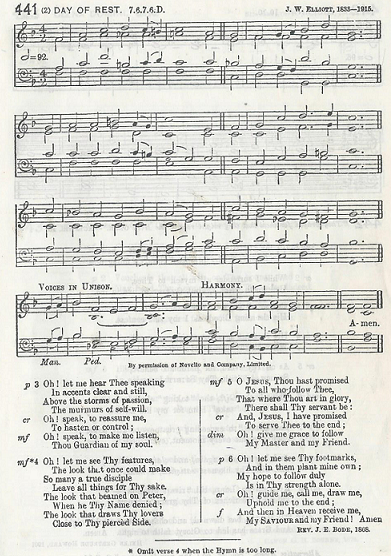 441 (2) DAY OF REST. 7.6.7.6.D. J. W. ELLIOTT, 1833—1915.
=92.
VOICES IN UNISON. HARMONY.
A-men.
Man. Ped.
By permission of Novello and Company, Limited.
p 3 Oh! let me hear Thee speaking
In accents clear and still,
Above the storms of passion,
The murmurs of self-will.
cr Oh! speak, to reassure me,
To hasten or control;
mf Oh! speak, to make me listen,
Thou Guardian of my soul.
mf*4 Oh! let me see Thy features,
The look that once could make
So many a true disciple
Leave all things for Thy sake.
The look that beamed on Peter,
When he Thy Name denied;
The look that draws Thy lovers
Close to Thy pierced Side.
mf 5 O JESUS, Thou hast promised
To all who follow Thee,
That where Thou art in glory,
There shall Thy servant be:
cr And, JESUS, I have promised
To serve Thee to the end;
dim Oh! give me grace to follow
My Master and my Friend.
p 6 Oh! let me see Thy footmarks,
And in them plant mine own;
My hope to follow duly
Is in Thy strength alone.
cr Oh! guide me, call me, draw me,
Uphold me to the end;
f And then in Heaven receive me,
My SAVIOUR and my Friend! Amen
REV. J. E. BODE, 1868.
* Omit verse 4 when the Hymn is too long.